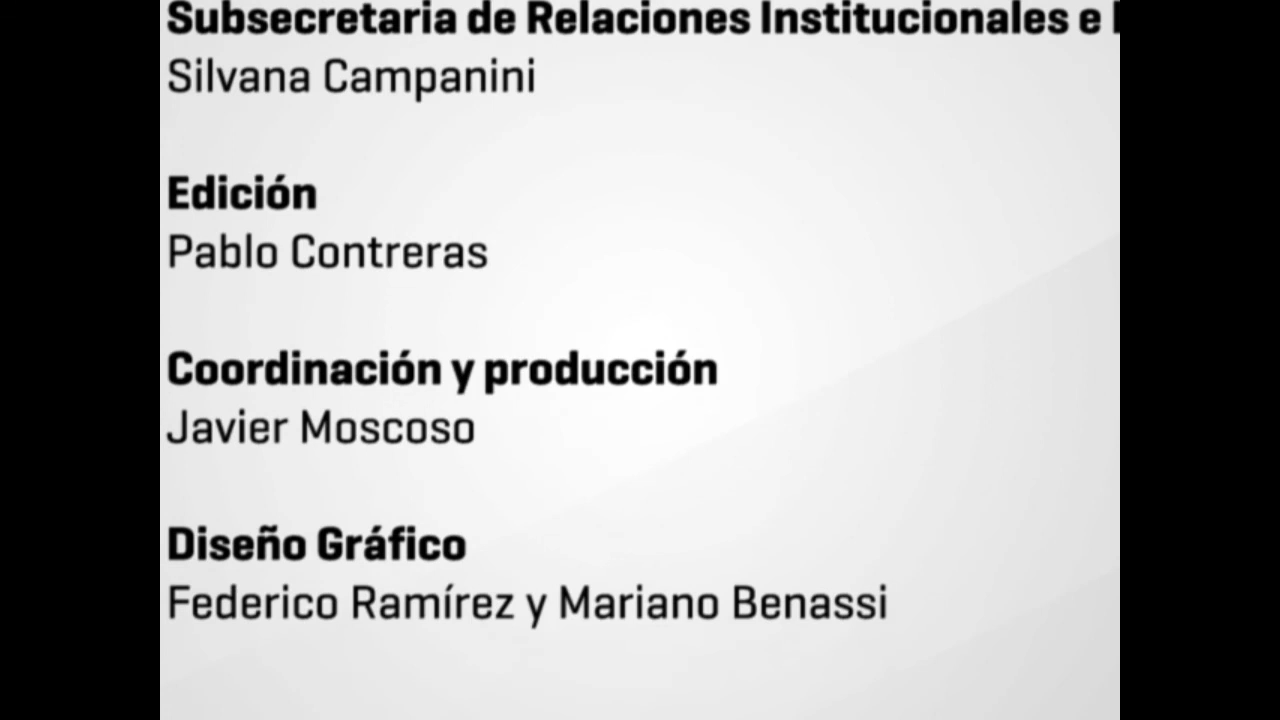 Subsecretaria de Relaciones Institucionales e
Silvana Campanini
Edición
Pablo Contreras
Coordinación y producción
Javier Moscoso
Diseño Gráfico
Federico Ramírez y Mariano Benassi